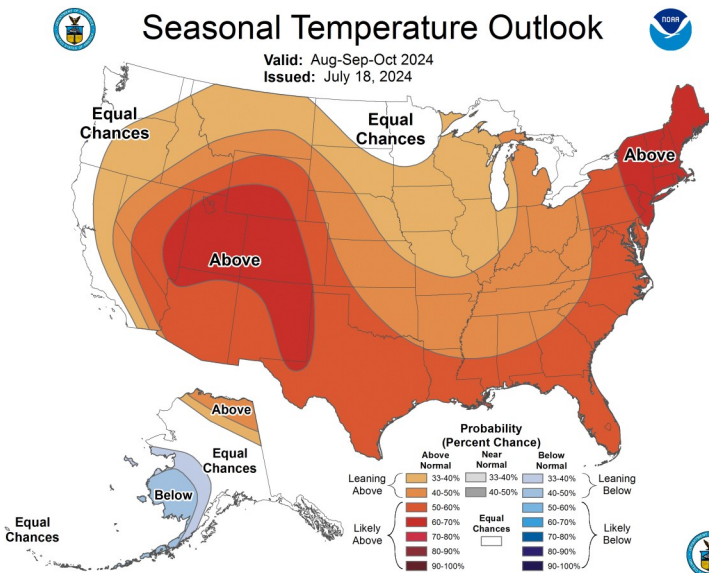 Seasonal Temperature Outlook
NOAA
Valid: Aug-Sep-Oct 2024
Issued: July 18, 2024
Equal
Chances
Equal
Chances
Above
Above
Above
Equal
Chances
Below
Equal
Chances
Probability
(Percent Chance)
Above
Normal
Near
Normal
Below
Normal
Leaning
Above
33-40%
40-50%
33-40%
40-50%
33-40%
40-50%
Leaning
Below
Likely
Above
50-60%
60-70%
70-80%
80-90%
90-100%
Equal
Chances
50-60%
60-70%
70-80%
80-90%
90-100%
Likely
Below